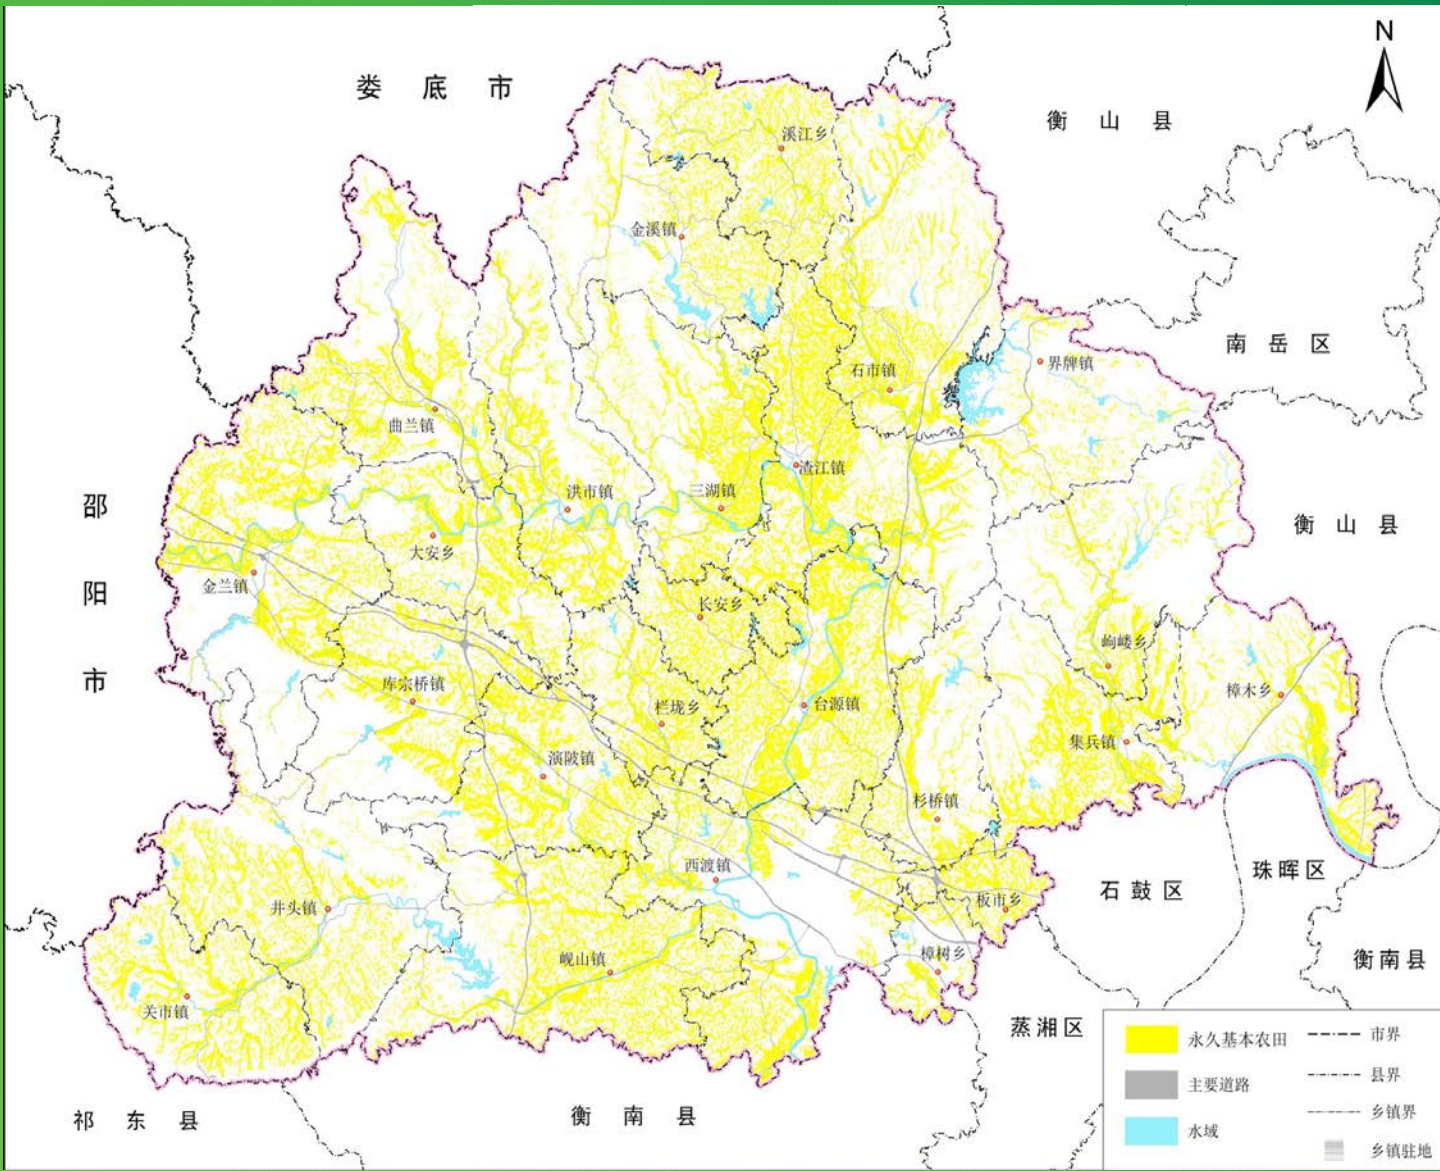 N
娄底市
衡山县
溪江乡
金溪镇
南岳区
界牌镇
石市镇
曲兰镇
渣江镇
洪市镇
三湖镇
邵阳市
衡山县
大安乡
金兰镇
长安乡
岣嵝乡
库宗桥镇
樟木乡
栏垅乡
台源镇
集兵镇
演陂镇
杉桥镇
西渡镇
珠晖区
石鼓区
板市乡
井头镇
岘山镇
樟树乡
衡南县
关市镇
蒸湘区
祁东县
衡南县
永久基本农田
市界
主要道路
县界
水域
乡镇界
乡镇驻地